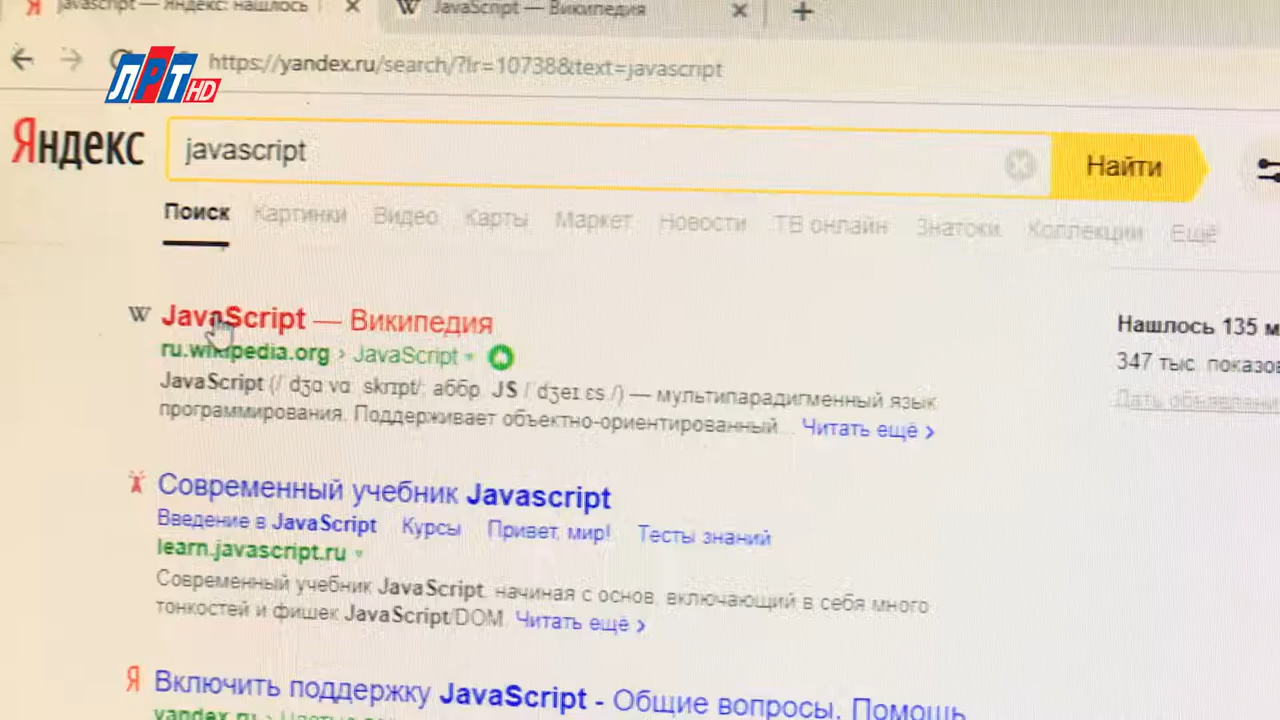 javascript — Яндекс: нашлось
W JavaScript — Википедия
https://yandex.ru/search/?lr=10738&text=javascript
ЛРТ HD
Яндекс
javascript
Найти
Поиск Картинки Видео Карты Маркет Новости ТВ онлайн Знатоки Коллекции Ещё
W JavaScript — Википедия
ru.wikipedia.org › JavaScript
JavaScript (/ˈdʒɑːvɑːˌskrɪpt/; аббр. JS /ˈdʒeɪ.ɛs./) — мультипарадигменный язык
программирования. Поддерживает объектно-ориентированный... Читать ещё ›
Нашлось 135 м
347 тыс. показо
Дать объявлени
Современный учебник Javascript
Введение в JavaScript Курсы Привет, мир! Тесты знаний
learn.javascript.ru
Современный учебник JavaScript, начиная с основ, включающий в себя много
тонкостей и фишек JavaScript/DOM. Читать ещё ›
Я Включить поддержку JavaScript - Общие вопросы. Помощь
yandex.ru ›